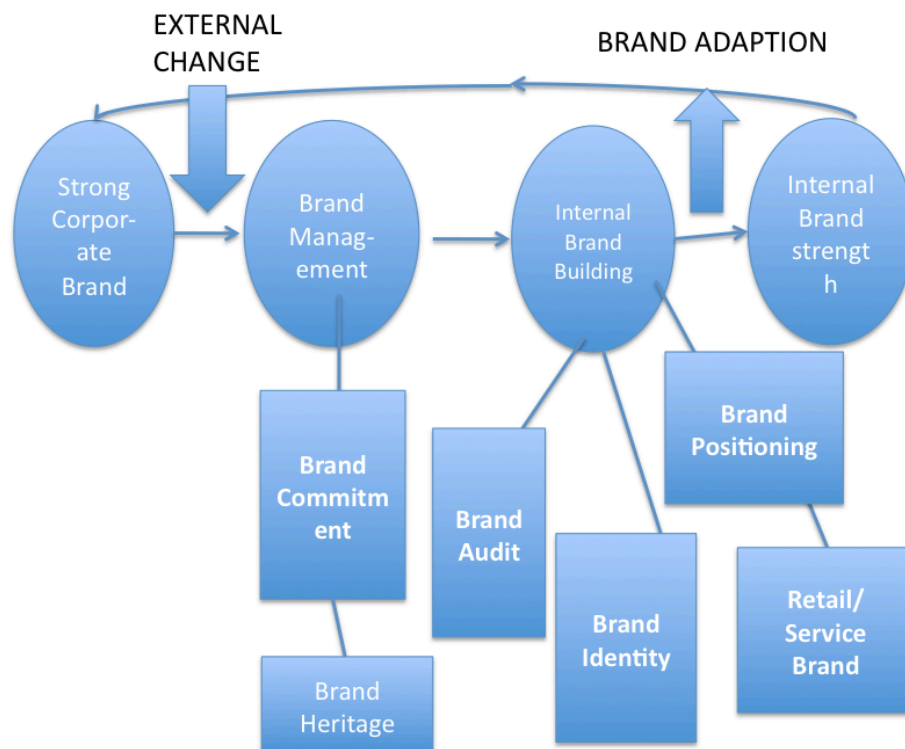 EXTERNAL
CHANGE
BRAND ADAPTION
Strong
Corpor-
ate
Brand
Brand
Manag-
ement
Internal
Brand
Building
Internal
Brand
strengt
h
Brand
Commitm
ent
Brand
Audit
Brand
Identity
Brand
Positioning
Retail/
Service
Brand
Brand
Heritage